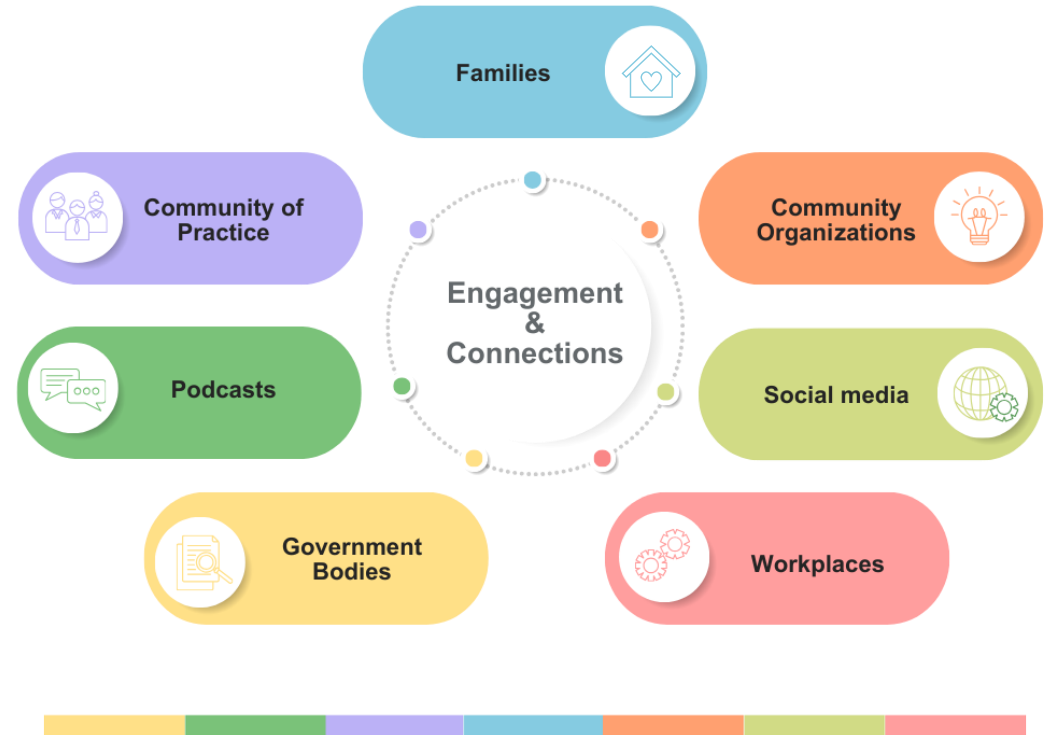 Families
Community of
Practice
Community
Organizations
Engagement
&
Connections
Podcasts
Social media
Government
Bodies
Workplaces